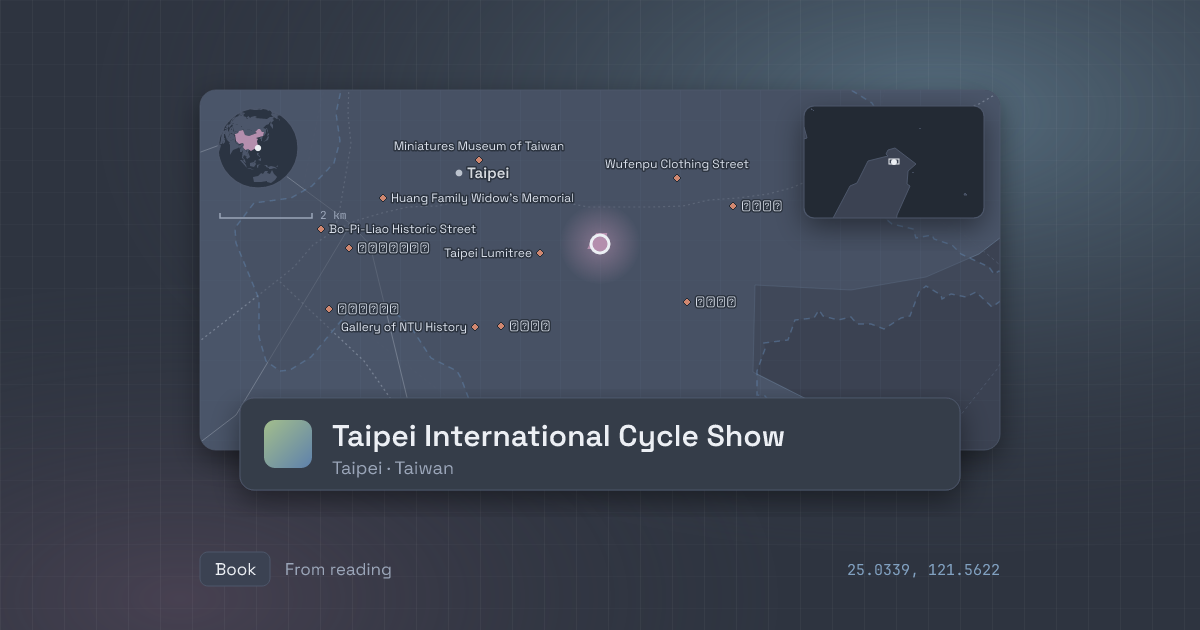 Miniatures Museum of Taiwan
Wufenpu Clothing Street
Taipei
Huang Family Widow's Memorial
2 km
Bo-Pi-Liao Historic Street
Taipei Lumitree
Gallery of NTU History
Taipei International Cycle Show
Taipei · Taiwan
Book
From reading
25.0339, 121.5622